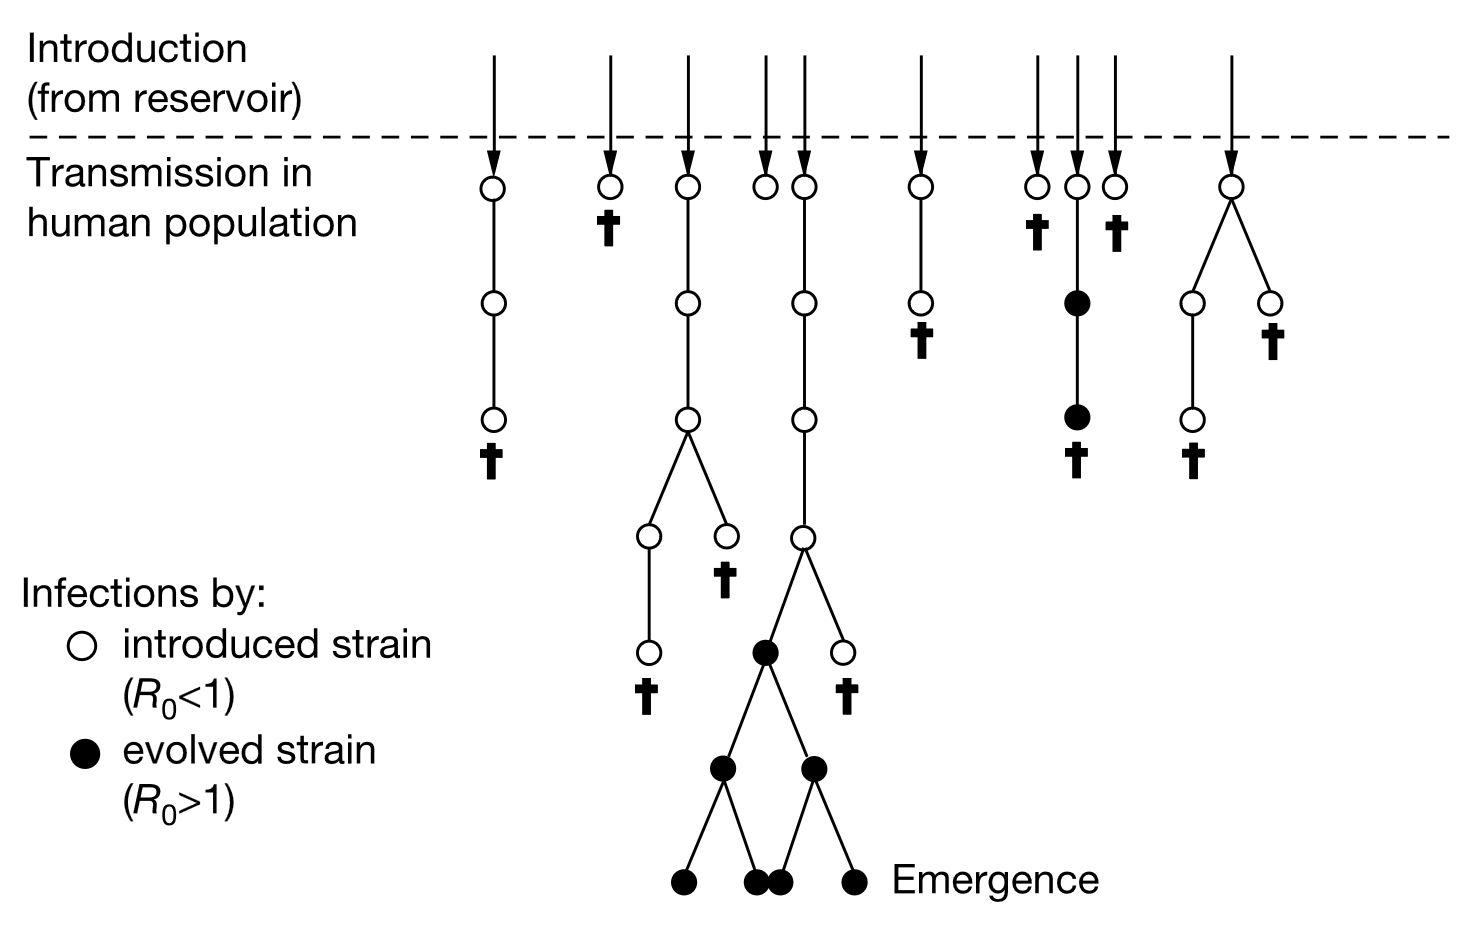 Introduction
(from reservoir)
Transmission in
human population
Infections by:
introduced strain
(R₀<1)
evolved strain
(R₀>1)
Emergence